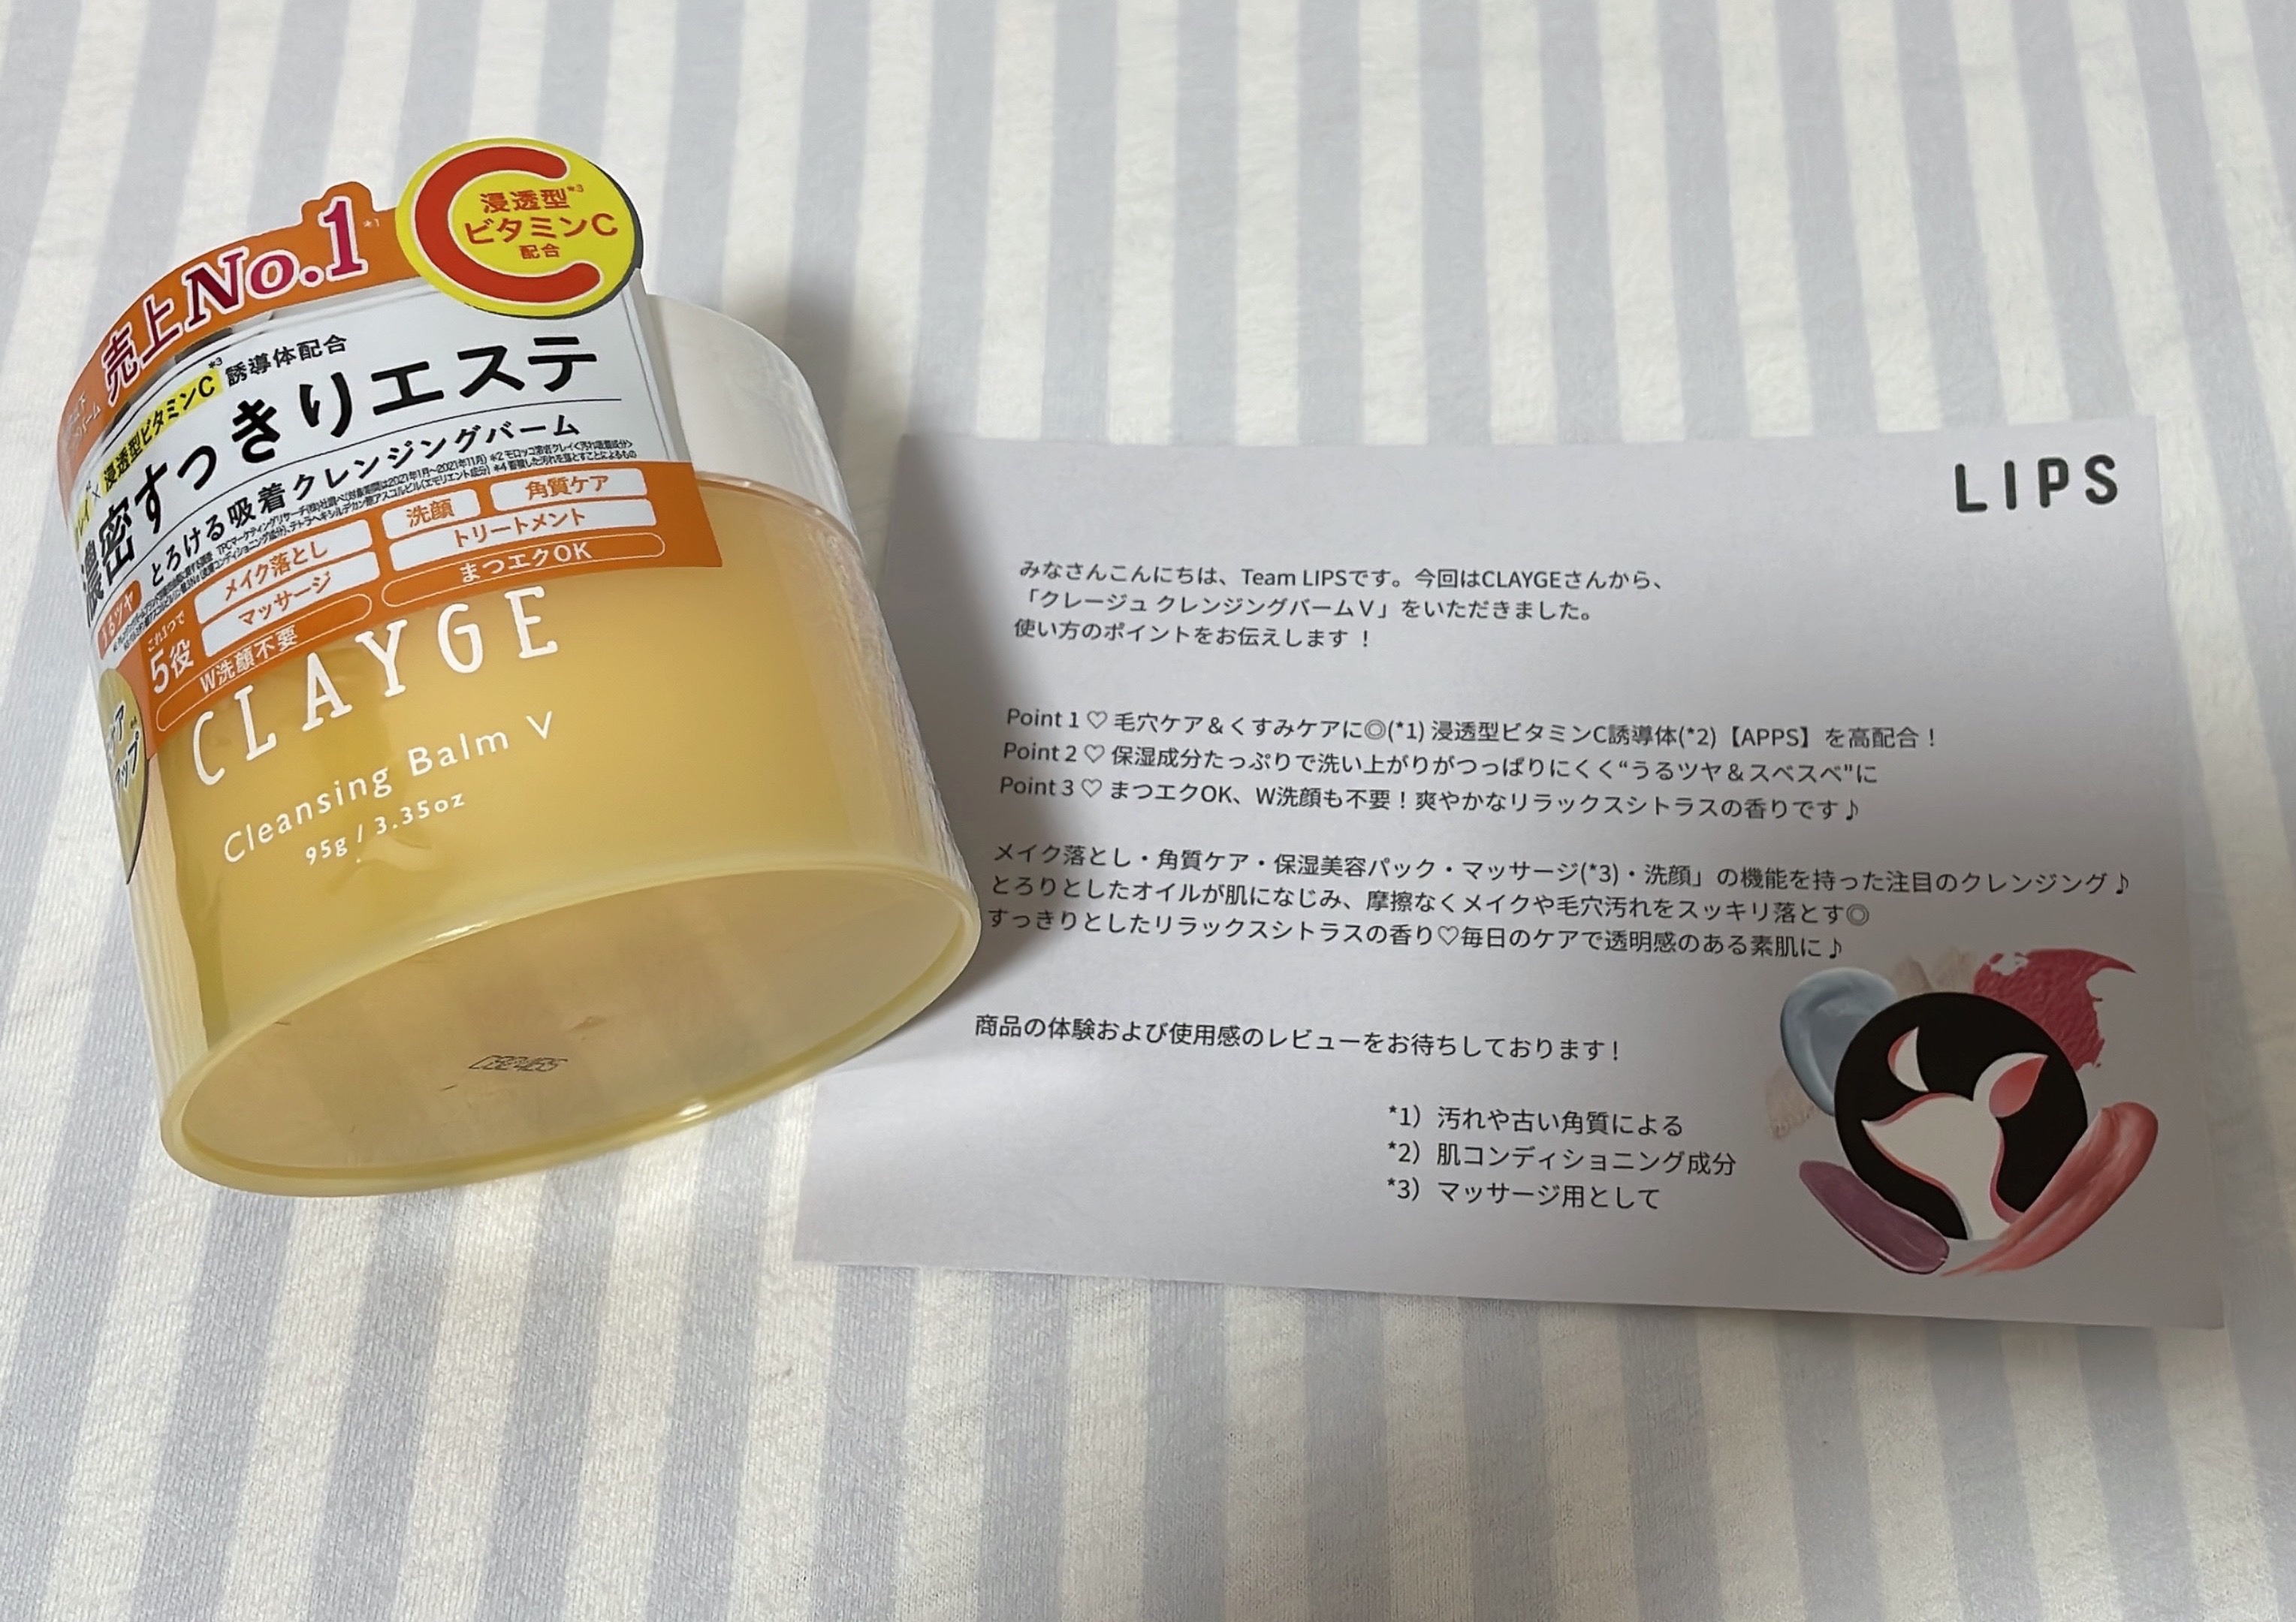 浸透型*3
ビタミンC
配合
売上No.1*1
浸透型ビタミンC*3誘導体配合
濃密すっきりエステ
とろける吸着クレンジングバーム
これ1つで
5役
メイク落とし
洗顔
角質ケア
マッサージ
トリートメント
W洗顔不要
まつエクOK
CLAYGE
Cleansing Balm V
95g / 3.35oz
LIPS
みなさんこんにちは、Team LIPSです。今回はCLAYGEさんから、
「クレージュ クレンジングバームV」をいただきました。
使い方のポイントをお伝えします！
Point 1 ♡ 毛穴ケア＆くすみケアに◎(*1) 浸透型ビタミンC誘導体(*2)【APPS】を高配合！
Point 2 ♡ 保湿成分たっぷりで洗い上がりがつっぱりにくく“うるツヤ＆スベスベ"に
Point 3 ♡ まつエクOK、W洗顔も不要！爽やかなリラックスシトラスの香りです♪
メイク落とし・角質ケア・保湿美容パック・マッサージ(*3)・洗顔」の機能を持った注目のクレンジング♪
とろりとしたオイルが肌になじみ、摩擦なくメイクや毛穴汚れをスッキリ落とす◎
すっきりとしたリラックスシトラスの香り♡毎日のケアで透明感のある素肌に♪
商品の体験および使用感のレビューをお待ちしております！
*1）汚れや古い角質による
*2）肌コンディショニング成分
*3）マッサージ用として